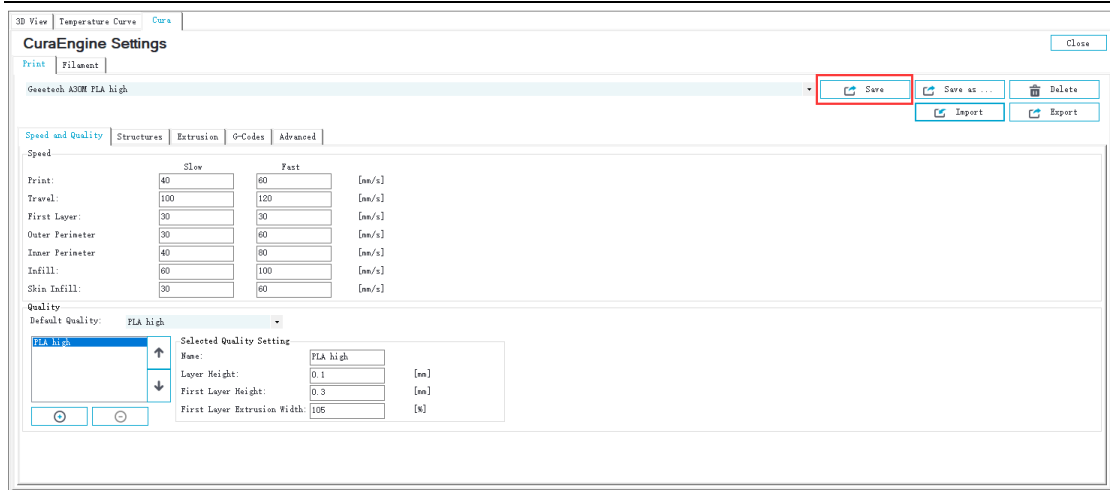 3D View Temperature Curve Cura
CuraEngine Settings Close
Print Filament
Geeetech A30M PLA high Save Save as ... Delete
Import Export
Speed and Quality Structures Extrusion G-Codes Advanced
Speed
Slow Fast
Print: 40 60 [mm/s]
Travel: 100 120 [mm/s]
First Layer: 30 30 [mm/s]
Outer Perimeter 30 60 [mm/s]
Inner Perimeter 40 80 [mm/s]
Infill: 60 100 [mm/s]
Skin Infill: 30 60 [mm/s]
Quality
Default Quality: PLA high
PLA high
Selected Quality Setting
Name: PLA high
Layer Height: 0.1 [mm]
First Layer Height: 0.3 [mm]
First Layer Extrusion Width: 105 [%]